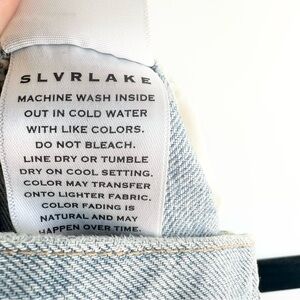 SLVRLAKE
MACHINE WASH INSIDE
OUT IN COLD WATER
WITH LIKE COLORS.
DO NOT BLEACH.
LINE DRY OR TUMBLE
DRY ON COOL SETTING.
COLOR MAY TRANSFER
ONTO LIGHTER FABRIC.
COLOR FADING IS
NATURAL AND MAY
HAPPEN OVER TIME.